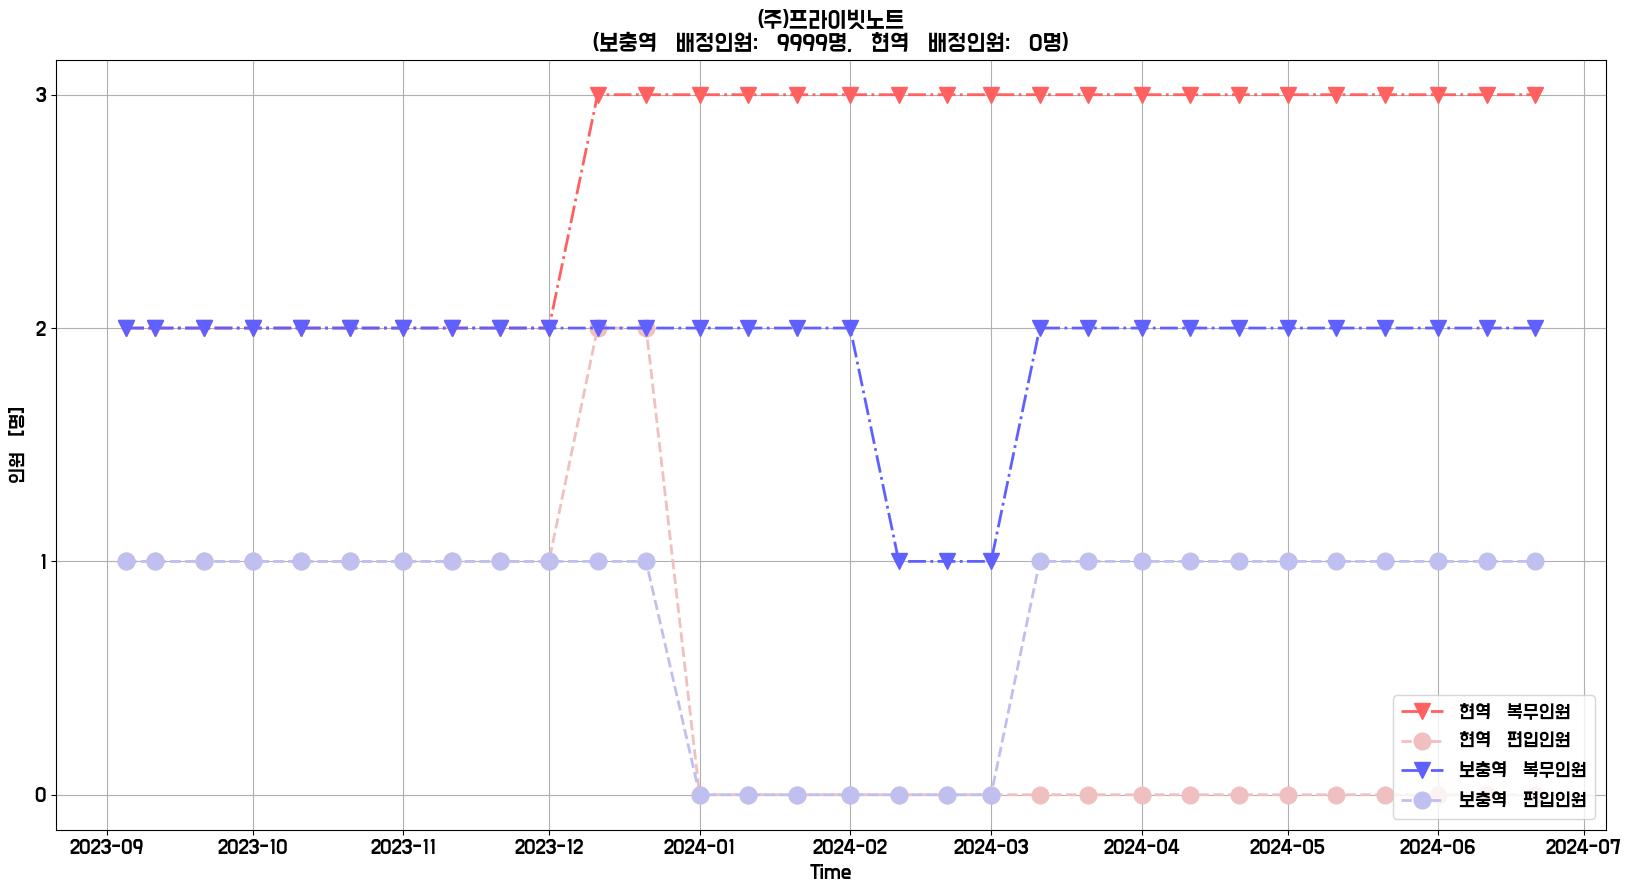 (주)프라이빗노트
(보충역 배정인원: 9999명, 현역 배정인원: 0명)
3
2
1
0
인원 [명]
2023-09 2023-10 2023-11 2023-12 2024-01 2024-02 2024-03 2024-04 2024-05 2024-06 2024-07
Time
현역 복무인원
현역 편입인원
보충역 복무인원
보충역 편입인원